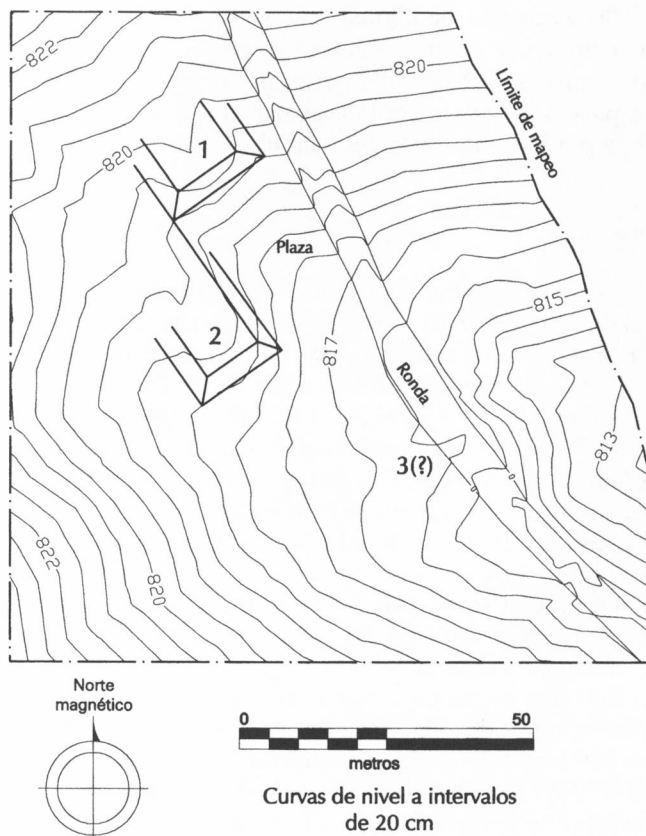 822
820
Límite de mapeo
820
1
Plaza
815
2
817
Ronda
813
3(?)
822
820
Norte
magnético
0 50
metros
Curvas de nivel a intervalos
de 20 cm